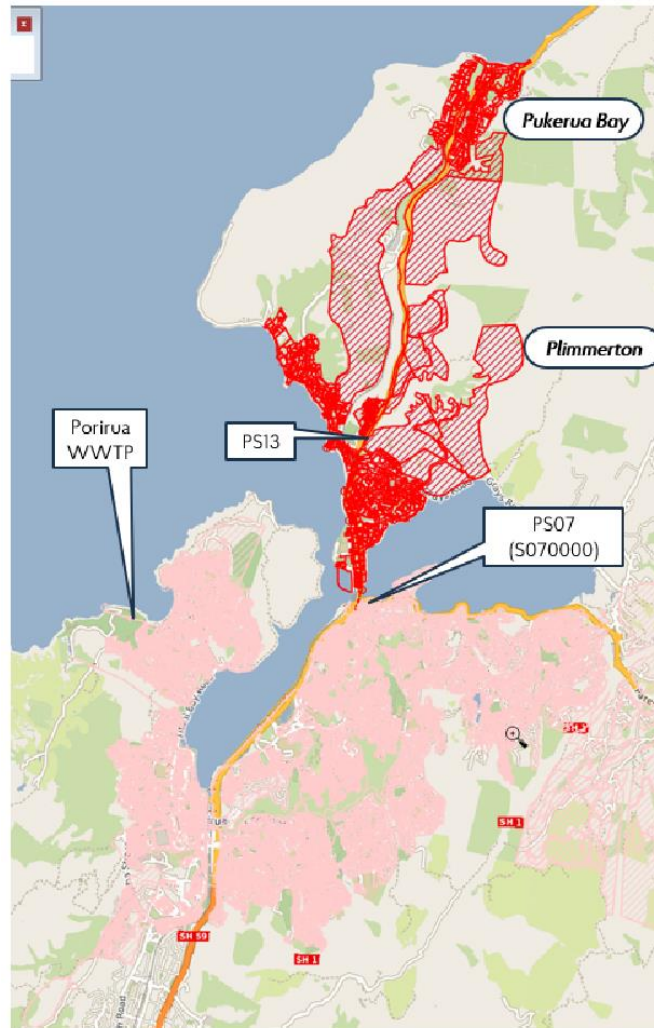 Pukerua Bay
Plimmerton
Porirua
WWTP
PS13
PS07
(S070000)
SH 1
SH 59
SH 1